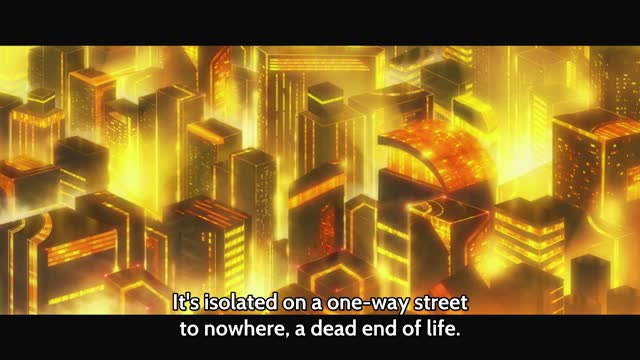 It's isolated on a one-way street
to nowhere, a dead end of life.